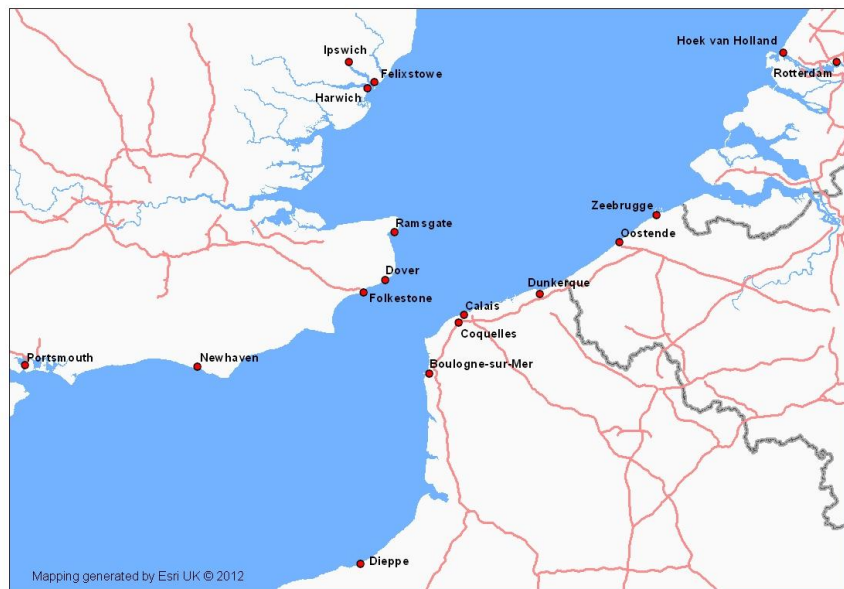 Hoek van Holland
Ipswich
Rotterdam
Felixstowe
Harwich
Zeebrugge
Ramsgate
Oostende
Dover
Dunkerque
Folkestone
Calais
Coquelles
Portsmouth
Newhaven
Boulogne-sur-Mer
Dieppe
Mapping generated by Esri UK © 2012